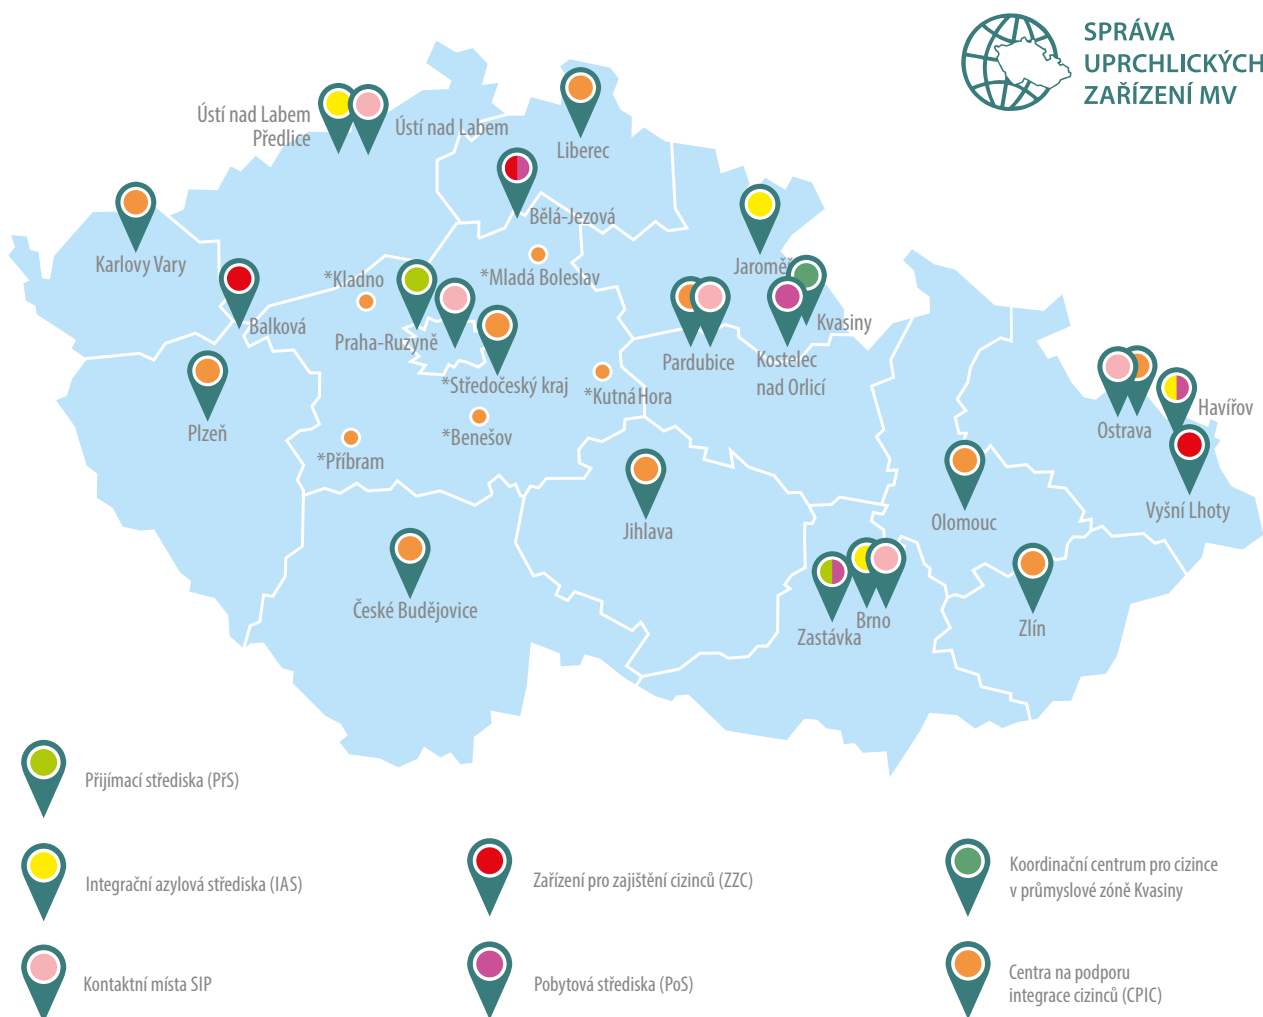 SPRÁVA
UPRCHLICKÝCH
ZAŘÍZENÍ MV
Ústí nad Labem
Předlice
Ústí nad Labem
Liberec
Bělá-Jezová
Karlovy Vary
Jaroměř
*Kladno
*Mladá Boleslav
Balková
Praha-Ruzyně
Pardubice
Kvasiny
Kostelec
nad Orlicí
*Středočeský kraj
*Kutná Hora
Plzeň
*Benešov
*Příbram
Ostrava
Havířov
Vyšní Lhoty
Jihlava
Olomouc
České Budějovice
Zastávka
Brno
Zlín
Přijímací střediska (PřS)
Integrační azylová střediska (IAS)
Kontaktní místa SIP
Zařízení pro zajištění cizinců (ZZC)
Pobytová střediska (PoS)
Koordinační centrum pro cizince
v průmyslové zóně Kvasiny
Centra na podporu
integrace cizinců (CPIC)